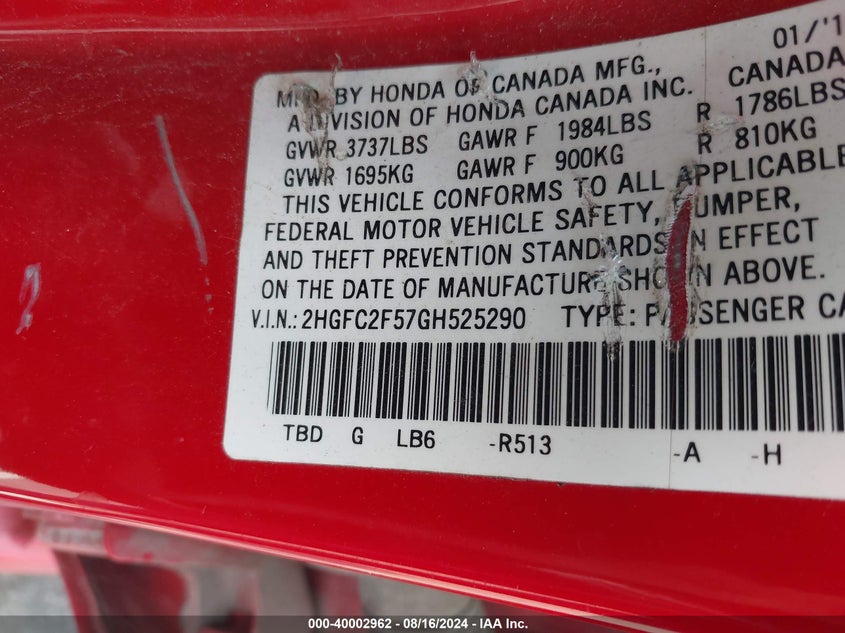 01/'1
MFD. BY HONDA OF CANADA MFG., CANADA
A DIVISION OF HONDA CANADA INC.
GVWR 3737LBS GAWR F 1984LBS R 1786LBS
GVWR 1695KG GAWR F 900KG R 810KG
THIS VEHICLE CONFORMS TO ALL APPLICABLE
FEDERAL MOTOR VEHICLE SAFETY, BUMPER,
AND THEFT PREVENTION STANDARDS IN EFFECT
ON THE DATE OF MANUFACTURE SHOWN ABOVE.
V.I.N.: 2HGFC2F57GH525290 TYPE: PASSENGER CA
TBD G LB6 -R513 -A -H
000-40002962 - 08/16/2024 - IAAI Inc.